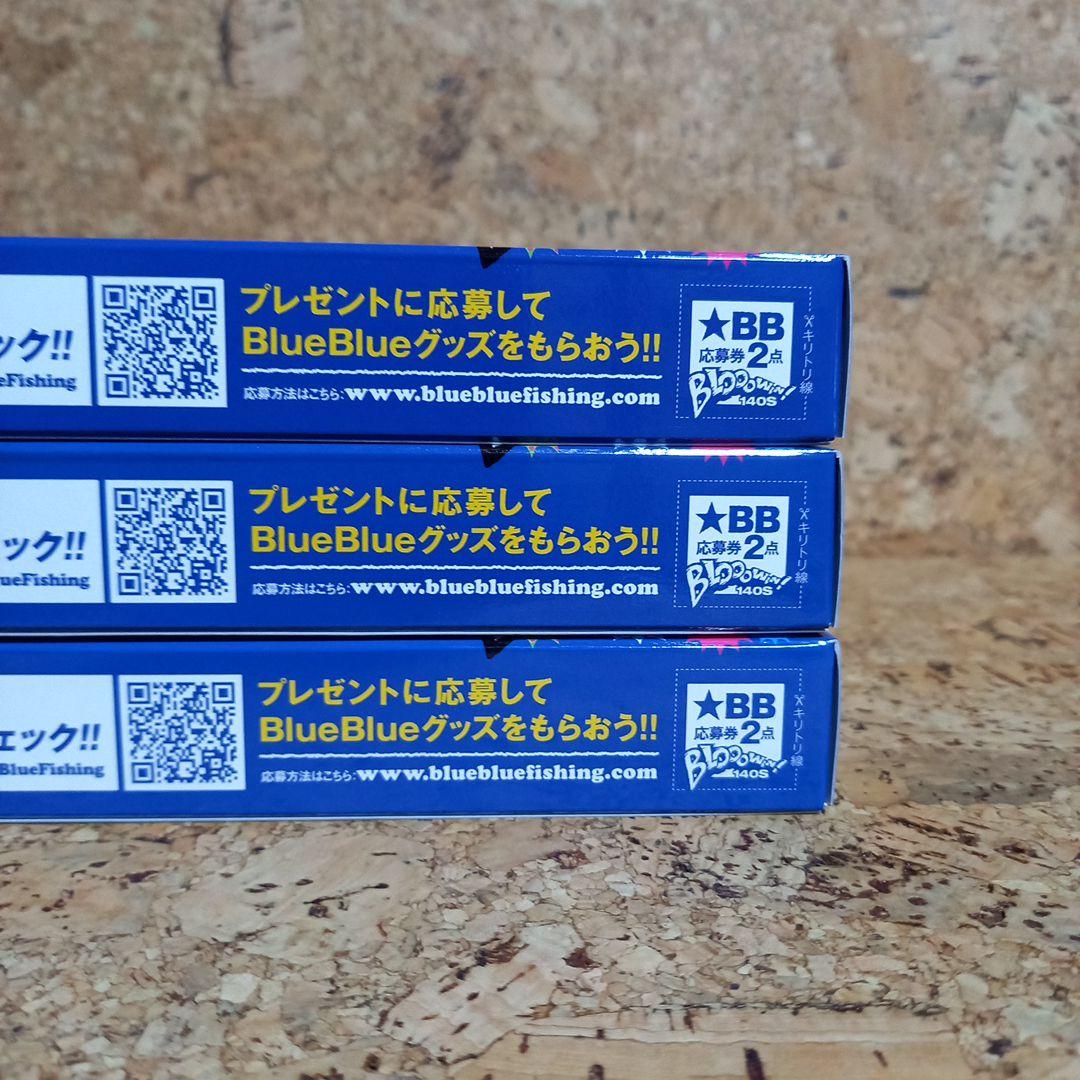 ック!!
eFishing
プレゼントに応募して
BlueBlueグッズをもらおう!!
応募方法はこちら:www.bluebluefishing.com
★BB
応募券2点
BLOOOWin!
140S
キリトリ線
ェック!!
ueFishing
プレゼントに応募して
BlueBlueグッズをもらおう!!
応募方法はこちら:www.bluebluefishing.com
★BB
応募券2点
BLOOOWin!
140S
キリトリ線
ェック!!
BlueFishing
プレゼントに応募して
BlueBlueグッズをもらおう!!
応募方法はこちら:www.bluebluefishing.com
★BB
応募券2点
BLOOOWin!
140S
キリトリ線